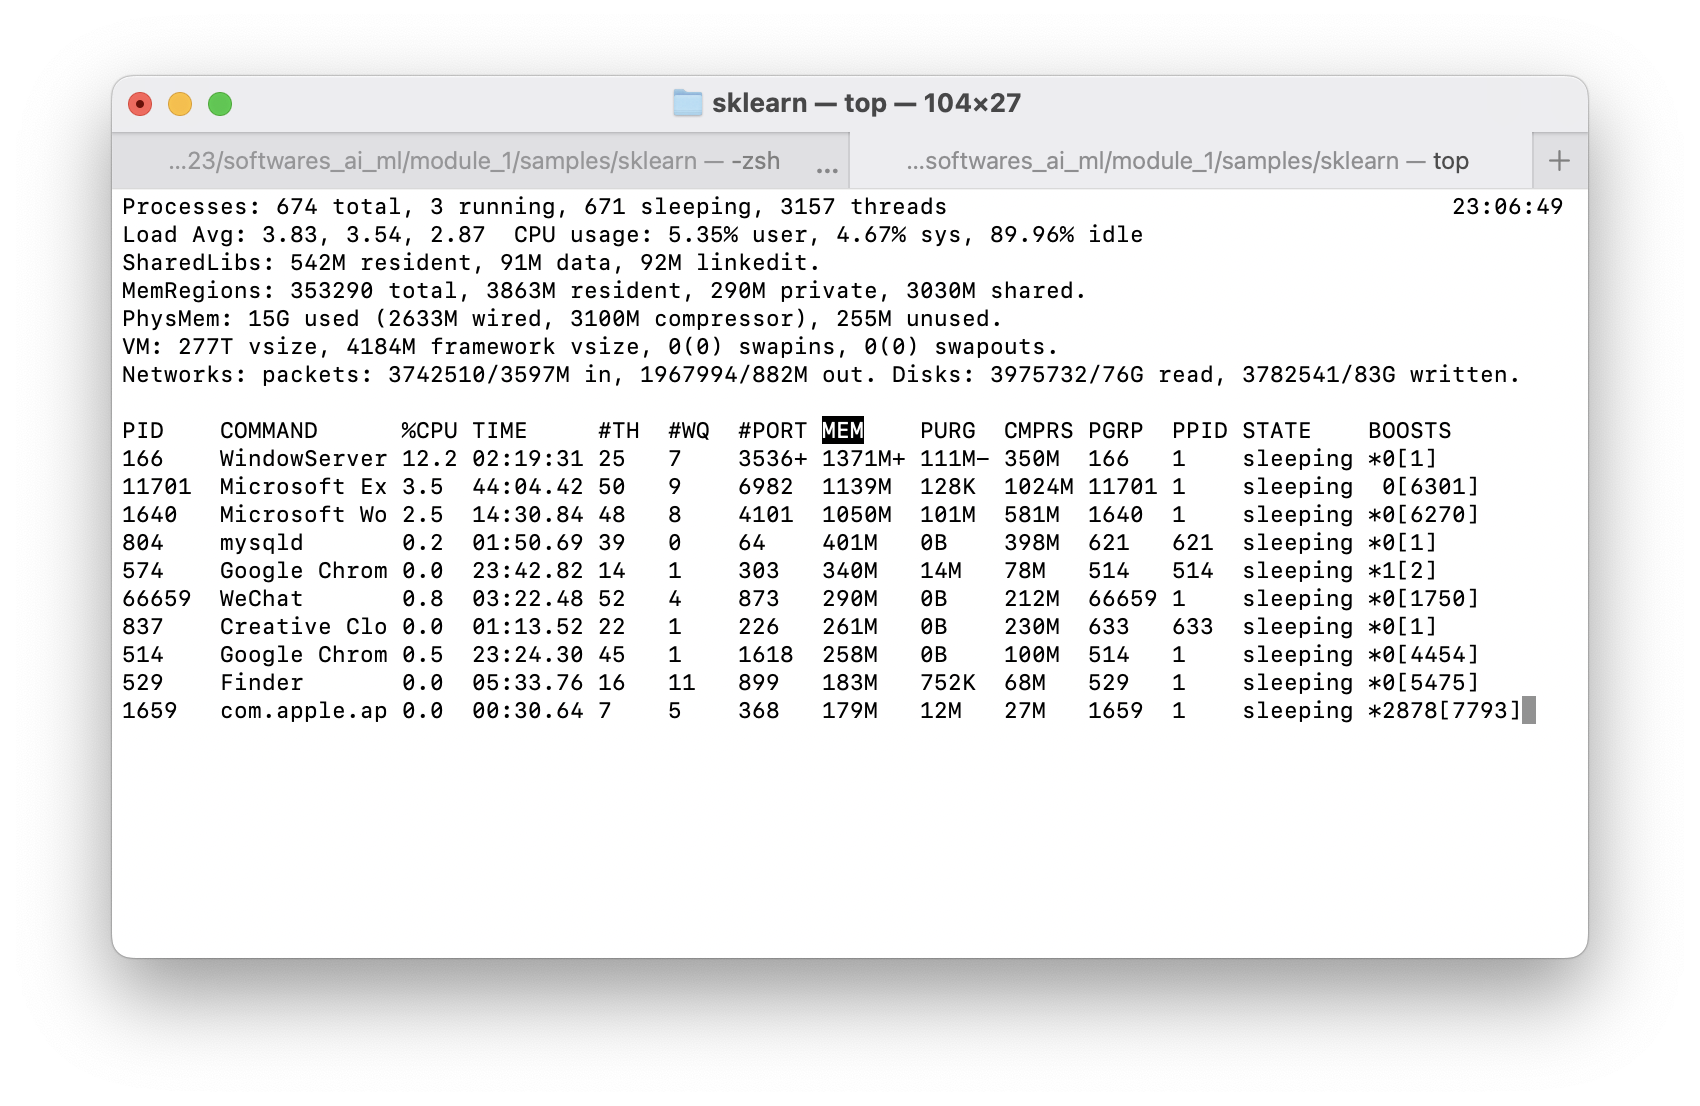 sklearn — top — 104×27
...23/softwares_ai_ml/module_1/samples/sklearn — -zsh ... ...softwares_ai_ml/module_1/samples/sklearn — top +
Processes: 674 total, 3 running, 671 sleeping, 3157 threads 23:06:49
Load Avg: 3.83, 3.54, 2.87  CPU usage: 5.35% user, 4.67% sys, 89.96% idle
SharedLibs: 542M resident, 91M data, 92M linkedit.
MemRegions: 353290 total, 3863M resident, 290M private, 3030M shared.
PhysMem: 15G used (2633M wired, 3100M compressor), 255M unused.
VM: 277T vsize, 4184M framework vsize, 0(0) swapins, 0(0) swapouts.
Networks: packets: 3742510/3597M in, 1967994/882M out. Disks: 3975732/76G read, 3782541/83G written.
PID    COMMAND      %CPU TIME     #TH  #WQ  #PORT MEM    PURG  CMPRS PGRP  PPID STATE    BOOSTS
166    WindowServer 12.2 02:19:31 25   7    3536+ 1371M+ 111M− 350M  166   1    sleeping *0[1]
11701  Microsoft Ex 3.5  44:04.42 50   9    6982  1139M  128K  1024M 11701 1    sleeping  0[6301]
1640   Microsoft Wo 2.5  14:30.84 48   8    4101  1050M  101M  581M  1640  1    sleeping *0[6270]
804    mysqld       0.2  01:50.69 39   0    64    401M   0B    398M  621   621  sleeping *0[1]
574    Google Chrom 0.0  23:42.82 14   1    303   340M   14M   78M   514   514  sleeping *1[2]
66659  WeChat       0.8  03:22.48 52   4    873   290M   0B    212M  66659 1    sleeping *0[1750]
837    Creative Clo 0.0  01:13.52 22   1    226   261M   0B    230M  633   633  sleeping *0[1]
514    Google Chrom 0.5  23:24.30 45   1    1618  258M   0B    100M  514   1    sleeping *0[4454]
529    Finder       0.0  05:33.76 16   11   899   183M   752K  68M   529   1    sleeping *0[5475]
1659   com.apple.ap 0.0  00:30.64 7    5    368   179M   12M   27M   1659  1    sleeping *2878[7793]